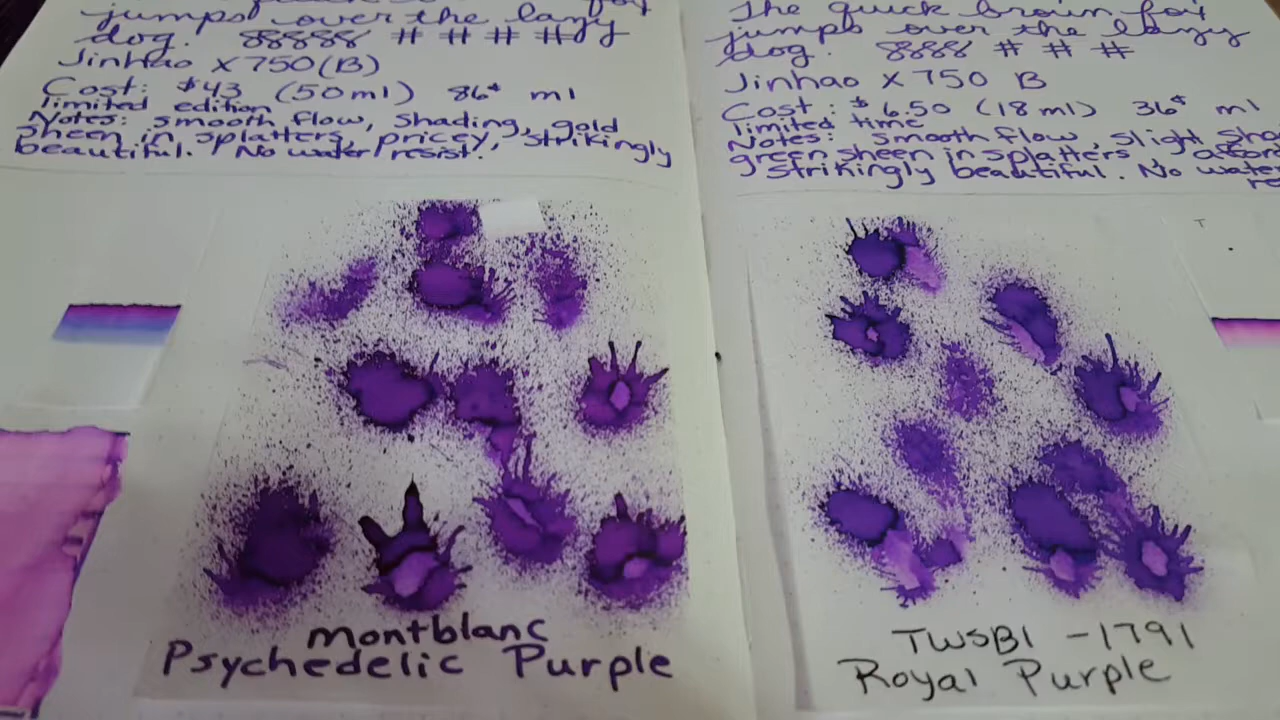 jumps over the lazy
dog. 88888 # # # #
Jinhao X750(B)
Cost: $43 (50ml) 86¢ ml
limited edition
Notes: smooth flow, shading, gold
sheen in splatters, pricey, strikingly
beautiful. No water resist.
montblanc
Psychedelic Purple
The quick brown fox
jumps over the lazy
dog. 8888 # # #
Jinhao X750 B
Cost: $6.50 (18ml) 36¢ ml
limited time
Notes: smooth flow, slight
green sheen in splatters,
strikingly beautiful. No water
TWSBI -1791
Royal Purple